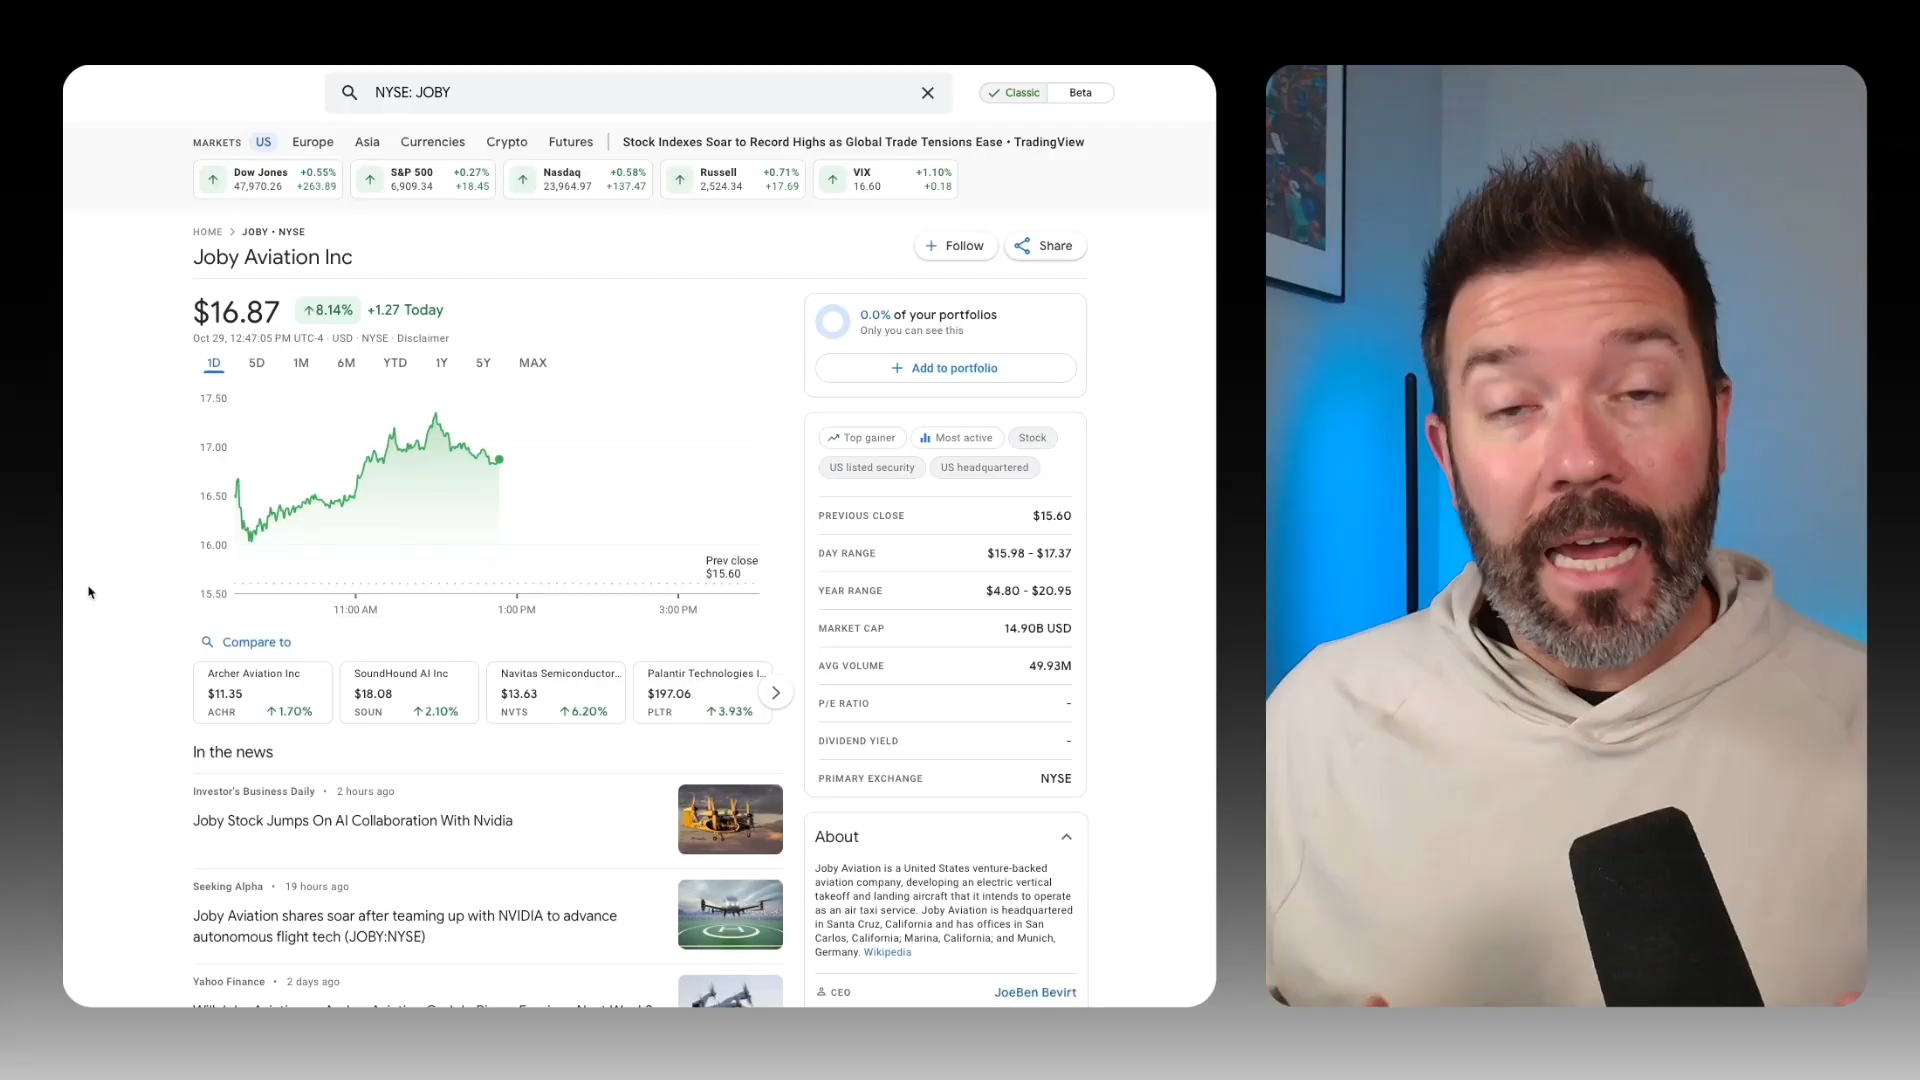 NYSE: JOBY
Classic
Beta
MARKETS US Europe Asia Currencies Crypto Futures Stock Indexes Soar to Record Highs as Global Trade Tensions Ease • TradingView
Dow Jones +0.55%
47,970.26 +263.89
S&P 500 +0.27%
6,909.34 +18.45
Nasdaq +0.58%
23,964.97 +137.47
Russell +0.71%
2,524.34 +17.69
VIX +1.10%
16.60 +0.18
HOME > JOBY • NYSE
Joby Aviation Inc
+ Follow
Share
$16.87 ↑8.14% +1.27 Today
Oct 29, 12:47:05 PM UTC-4 · USD · NYSE · Disclaimer
1D 5D 1M 6M YTD 1Y 5Y MAX
17.50
17.00
16.50
16.00
15.50
Prev close
$15.60
11:00 AM 1:00 PM 3:00 PM
Compare to
Archer Aviation Inc
$11.35
ACHR ↑1.70%
SoundHound AI Inc
$18.08
SOUN ↑2.10%
Navitas Semiconductor...
$13.63
NVTS ↑6.20%
Palantir Technologies I...
$197.06
PLTR ↑3.93%
In the news
Investor's Business Daily • 2 hours ago
Joby Stock Jumps On AI Collaboration With Nvidia
Seeking Alpha • 19 hours ago
Joby Aviation shares soar after teaming up with NVIDIA to advance
autonomous flight tech (JOBY:NYSE)
Yahoo Finance • 2 days ago
0.0% of your portfolios
Only you can see this
+ Add to portfolio
Top gainer
Most active
Stock
US listed security
US headquartered
PREVIOUS CLOSE $15.60
DAY RANGE $15.98 - $17.37
YEAR RANGE $4.80 - $20.95
MARKET CAP 14.90B USD
AVG VOLUME 49.93M
P/E RATIO -
DIVIDEND YIELD -
PRIMARY EXCHANGE NYSE
About
Joby Aviation is a United States venture-backed
aviation company, developing an electric vertical
takeoff and landing aircraft that it intends to operate
as an air taxi service. Joby Aviation is headquartered
in Santa Cruz, California and has offices in San
Carlos, California; Marina, California; and Munich,
Germany. Wikipedia
CEO JoeBen Bevirt